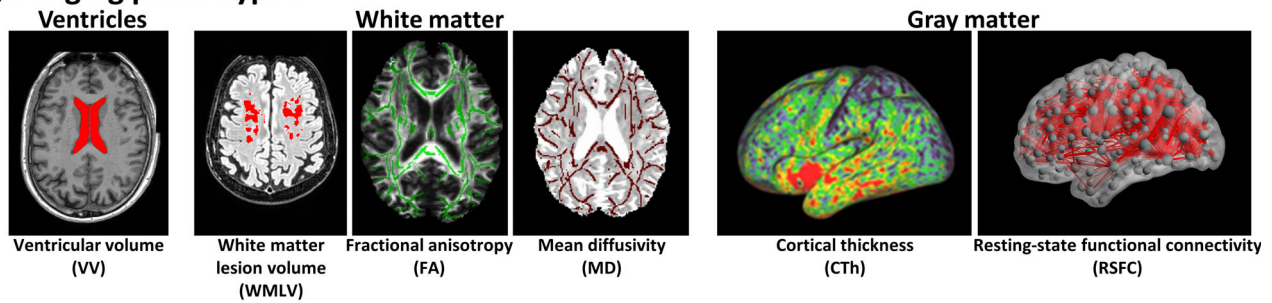 Ventricles
White matter
Gray matter
Ventricular volume
(VV)
White matter
lesion volume
(WMLV)
Fractional anisotropy
(FA)
Mean diffusivity
(MD)
Cortical thickness
(CTh)
Resting-state functional connectivity
(RSFC)